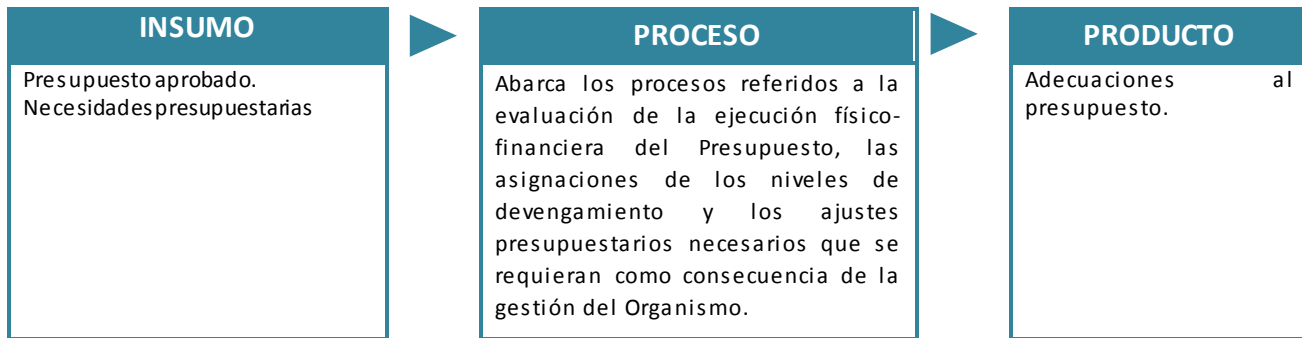 INSUMO
Presupuesto aprobado.
Necesidades presupuestarias
PROCESO
Abarca los procesos referidos a la
evaluación de la ejecución físico-
financiera del Presupuesto, las
asignaciones de los niveles de
devengamiento y los ajustes
presupuestarios necesarios que se
requieran como consecuencia de la
gestión del Organismo.
PRODUCTO
Adecuaciones al
presupuesto.